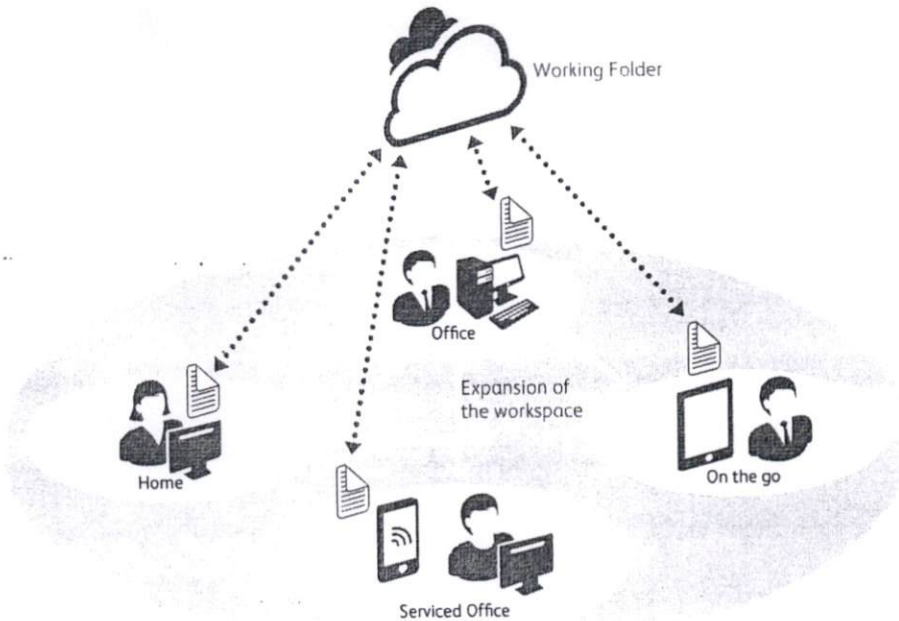 Working Folder
Office
Expansion of
the workspace
Home
On the go
Serviced Office